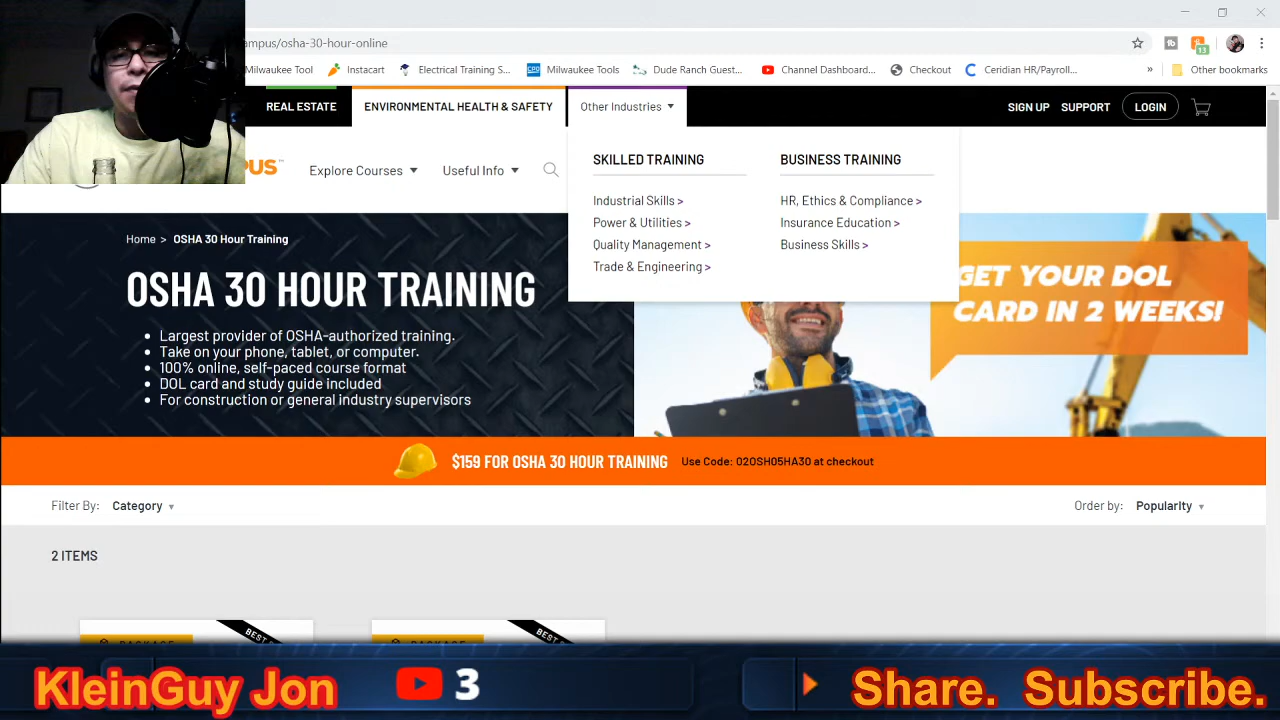 ampus/osha-30-hour-online
13
Milwaukee Tool
Instacart
Electrical Training S...
CPO
Milwaukee Tools
Dude Ranch Guest...
Channel Dashboard...
Checkout
Ceridian HR/Payroll...
»
Other bookmarks
REAL ESTATE
ENVIRONMENTAL HEALTH & SAFETY
Other Industries
SIGN UP
SUPPORT
LOGIN
PUS™
Explore Courses
Useful Info
SKILLED TRAINING
Industrial Skills >
Power & Utilities >
Quality Management >
Trade & Engineering >
BUSINESS TRAINING
HR, Ethics & Compliance >
Insurance Education >
Business Skills >
Home > OSHA 30 Hour Training
OSHA 30 HOUR TRAINING
• Largest provider of OSHA-authorized training.
• Take on your phone, tablet, or computer.
• 100% online, self-paced course format
• DOL card and study guide included
• For construction or general industry supervisors
GET YOUR DOL
CARD IN 2 WEEKS!
$159 FOR OSHA 30 HOUR TRAINING Use Code: 02OSH05HA30 at checkout
Filter By: Category
Order by: Popularity
2 ITEMS
BEST
BEST
KleinGuy Jon
3
Share. Subscribe.